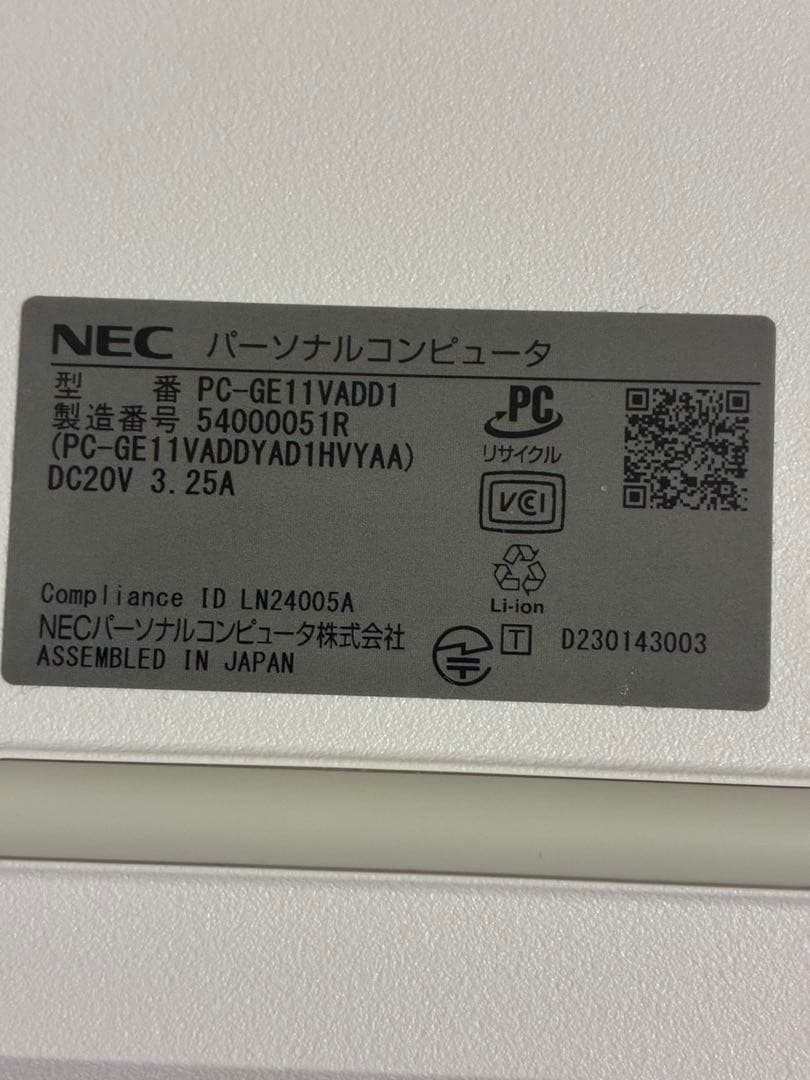 NEC パーソナルコンピュータ
型 番 PC-GE11VADD1
製造番号 54000051R
(PC-GE11VADDYAD1HVYAA)
DC20V 3.25A
PC
リサイクル
VCI
Li-ion
Compliance ID LN24005A
NECパーソナルコンピュータ株式会社
ASSEMBLED IN JAPAN
T D230143003